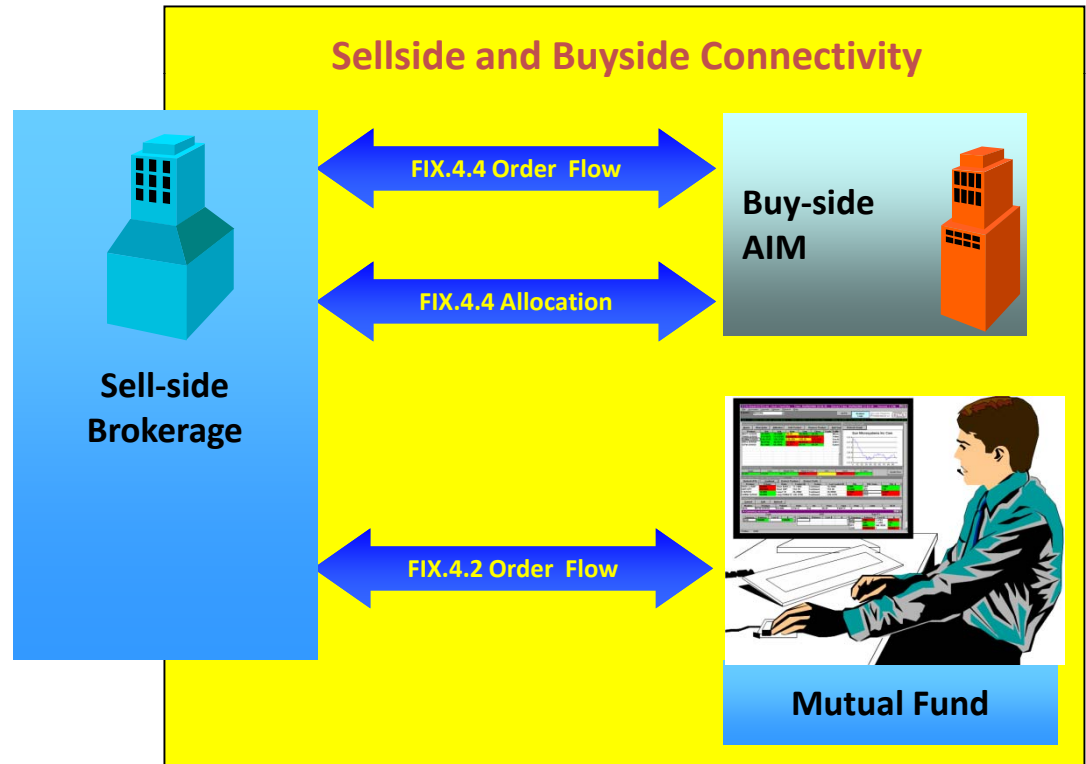 Sellside and Buyside Connectivity
FIX.4.4 Order Flow
Buy-side
AIM
FIX.4.4 Allocation
Sell-side
Brokerage
FIX.4.2 Order Flow
Mutual Fund